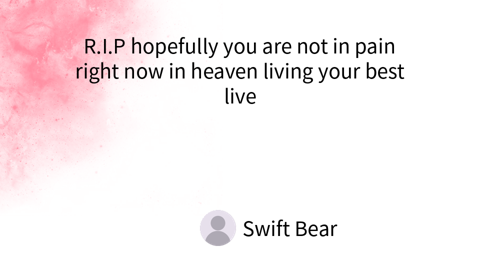 R.I.P hopefully you are not in pain
right now in heaven living your best
live
Swift Bear